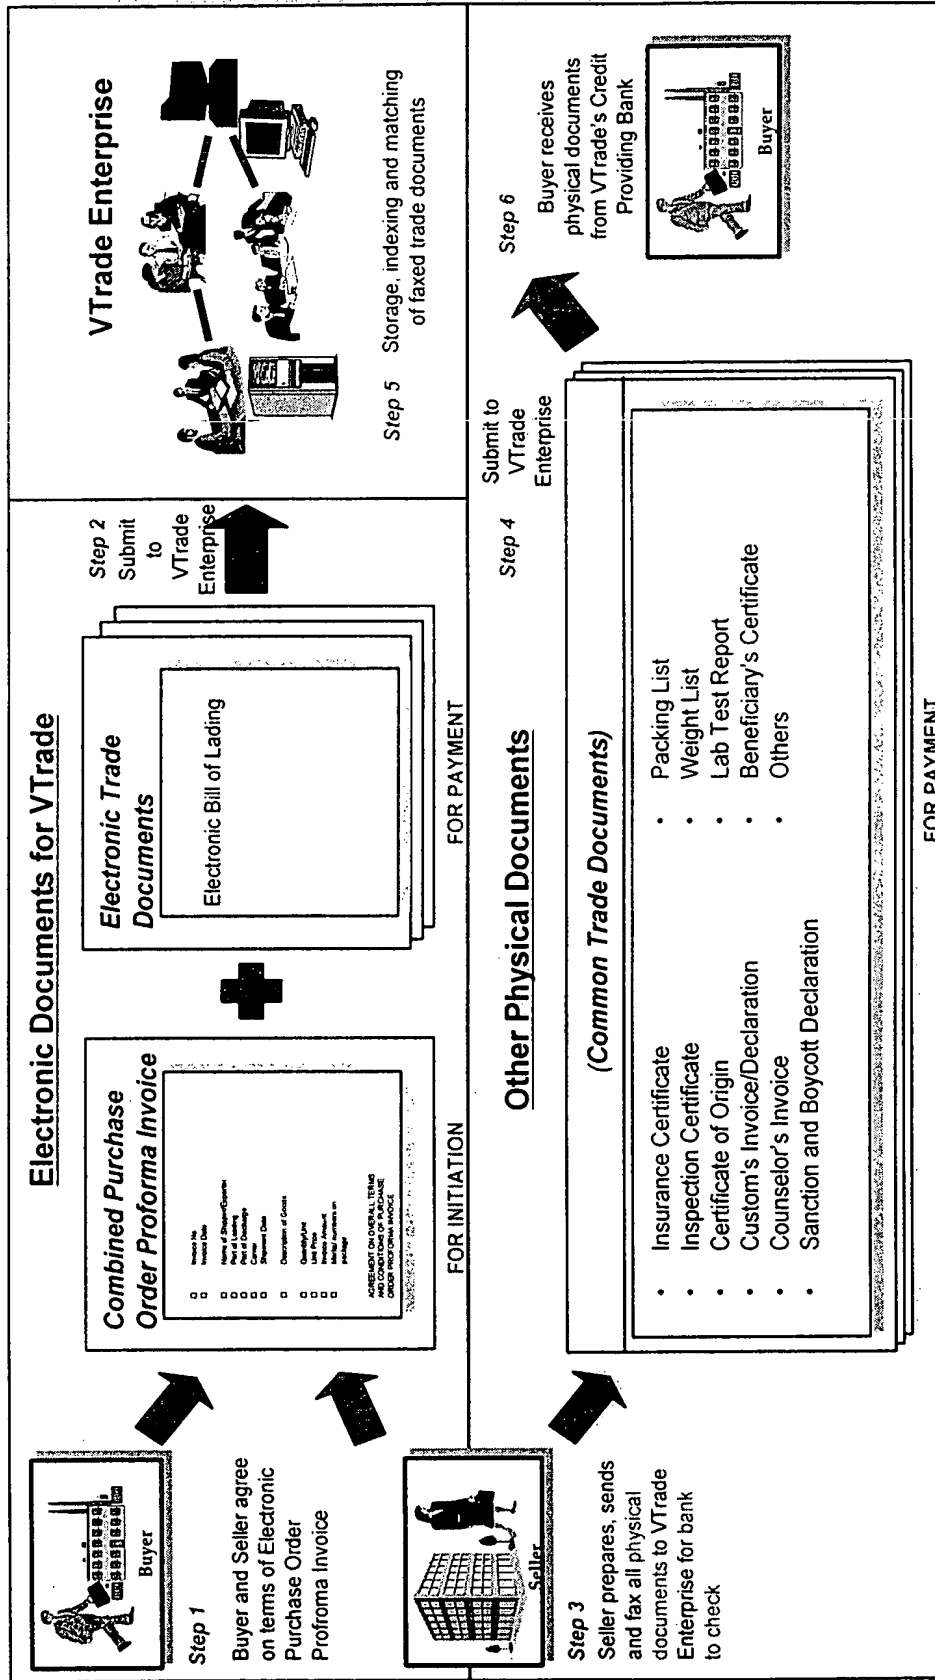 Electronic Documents for VTrade
Buyer
Step 1
Buyer and Seller agree
on terms of Electronic
Purchase Order
Profroma Invoice
Combined Purchase
Order Proforma Invoice
Invoice No
Invoice Date
Name of Shipper/Exporter
Port of Loading
Port of Discharge
Carrier
Shipment Date
Description of Goods
Quantity/Unit
Unit Price
Invoice Amount
Marks/ numbers on
package
AGREEMENT ON OVERALL TERMS
AND CONDITIONS OF PURCHASE
ORDER PROFORMA INVOICE
FOR INITIATION
Electronic Trade
Documents
Electronic Bill of Lading
FOR PAYMENT
Step 2
Submit
to
VTrade
Enterprise
VTrade Enterprise
Step 5 Storage, indexing and matching
of faxed trade documents
Seller
Step 3
Seller prepares, sends
and fax all physical
documents to VTrade
Enterprise for bank
to check
Other Physical Documents
(Common Trade Documents)
• Insurance Certificate
• Inspection Certificate
• Certificate of Origin
• Custom's Invoice/Declaration
• Counselor's Invoice
• Sanction and Boycott Declaration
• Packing List
• Weight List
• Lab Test Report
• Beneficiary's Certificate
• Others
FOR PAYMENT
Step 4
Submit to
VTrade
Enterprise
Step 6
Buyer receives
physical documents
from VTrade's Credit
Providing Bank
Buyer